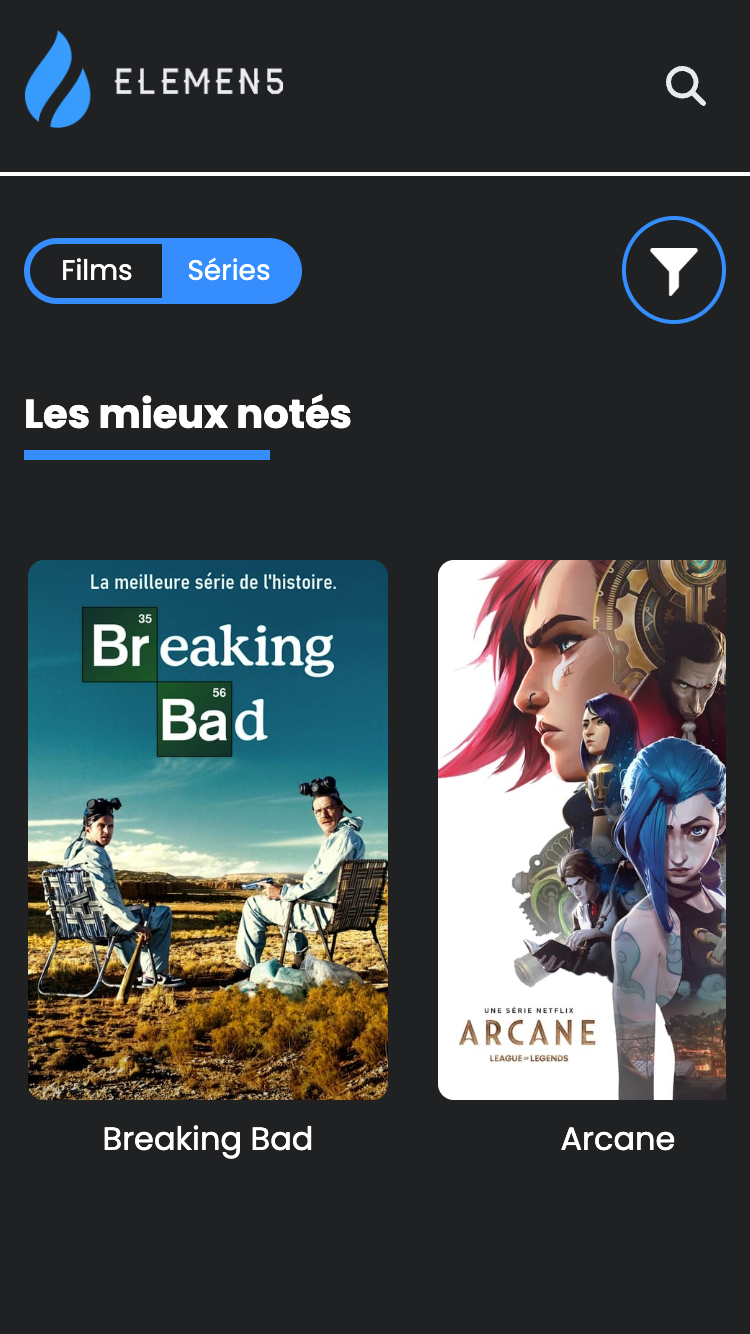 ELEMEN5
Films
Séries
Les mieux notés
La meilleure série de l'histoire.
35
Breaking
56
Bad
UNE SÉRIE NETFLIX
ARCANE
LEAGUE OF LEGENDS
Breaking Bad
Arcane